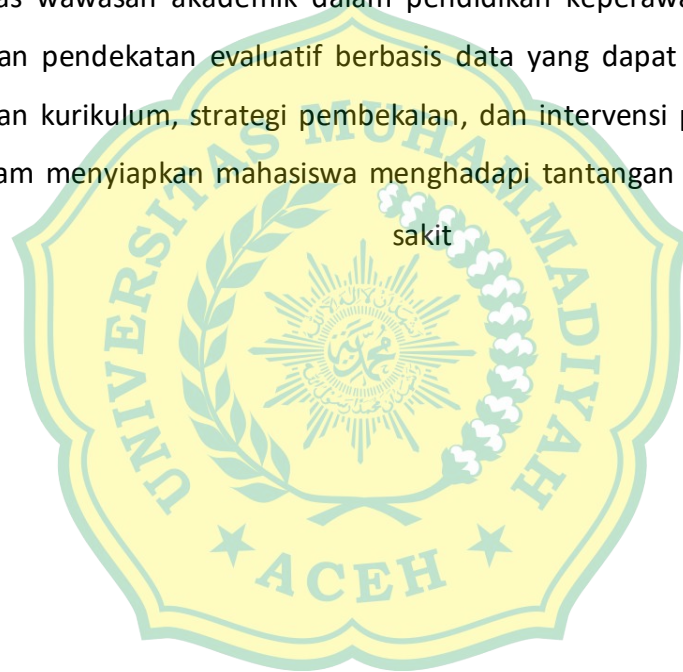 as wawasan akademik dalam pendidikan keperawa
an pendekatan evaluatif berbasis data yang dapat
an kurikulum, strategi pembekalan, dan intervensi p
am menyiapkan mahasiswa menghadapi tantangan
sakit
UNIVERSITAS MUHAMMADIYAH
ACEH